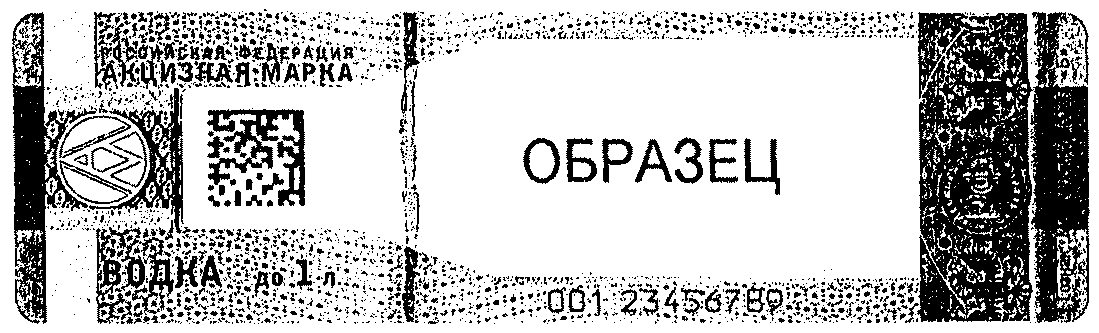 РОССИЙСКАЯ ФЕДЕРАЦИЯ
АКЦИЗНАЯ МАРКА
ОБРАЗЕЦ
ВОДКА до 1 л
001 23456789